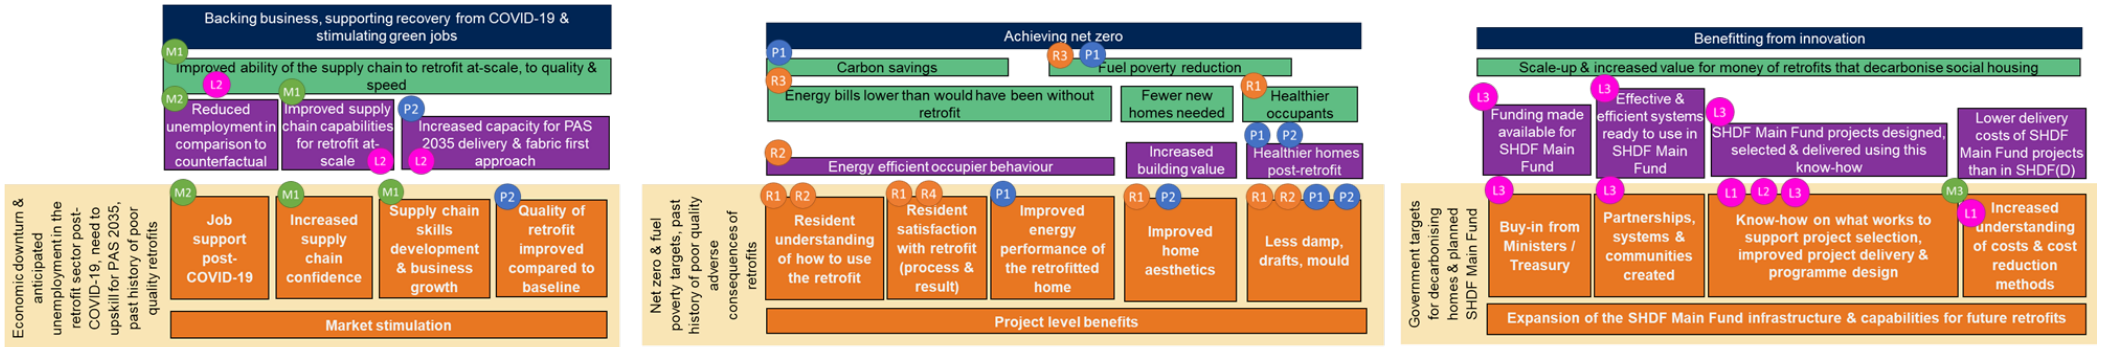 Backing business, supporting recovery from COVID-19 &
stimulating green jobs
M1
Improved ability of the supply chain to retrofit at-scale, to quality &
speed
L2
M2
Reduced
unemployment in
comparison to
counterfactual
M1
Improved supply
chain capabilities
for retrofit at-
scale
L2
P2
Increased capacity for PAS
2035 delivery & fabric first
approach
L2
Economic downturn &
anticipated
unemployment in the
retrofit sector post-
COVID-19, need to
upskill for PAS 2035,
past history of poor
quality retrofits
M2
Job
support
post-
COVID-19
M1
Increased
supply
chain
confidence
M1
Supply chain
skills
development
& business
growth
P2
Quality of
retrofit
improved
compared to
baseline
Market stimulation
Achieving net zero
P1
Carbon savings
R3
P1
Fuel poverty reduction
R3
Energy bills lower than would have been without
retrofit
Fewer new
homes needed
R1
Healthier
occupants
R2
Energy efficient occupier behaviour
Increased
building value
P1
P2
Healthier homes
post-retrofit
Net zero & fuel
poverty targets, past
history of poor quality
adverse
consequences of
retrofits
R1
R2
Resident
understanding
of how to use
the retrofit
R1
R4
Resident
satisfaction
with retrofit
(process &
result)
P1
Improved
energy
performance of
the retrofitted
home
R1
P2
Improved
home
aesthetics
R1
R2
P1
P2
Less damp,
drafts, mould
Project level benefits
Benefitting from innovation
Scale-up & increased value for money of retrofits that decarbonise social housing
L3
Funding made
available for
SHDF Main
Fund
L3
Effective &
efficient systems
ready to use in
SHDF Main
Fund
L3
SHDF Main Fund projects designed,
selected & delivered using this
know-how
Lower delivery
costs of SHDF
Main Fund projects
than in SHDF(D)
Government targets
for decarbonising
homes & planned
SHDF Main Fund
L3
Buy-in from
Ministers /
Treasury
L3
Partnerships,
systems &
communities
created
L1
L2
L3
Know-how on what works to
support project selection,
improved project delivery &
programme design
M3
L1
Increased
understanding
of costs & cost
reduction
methods
Expansion of the SHDF Main Fund infrastructure & capabilities for future retrofits